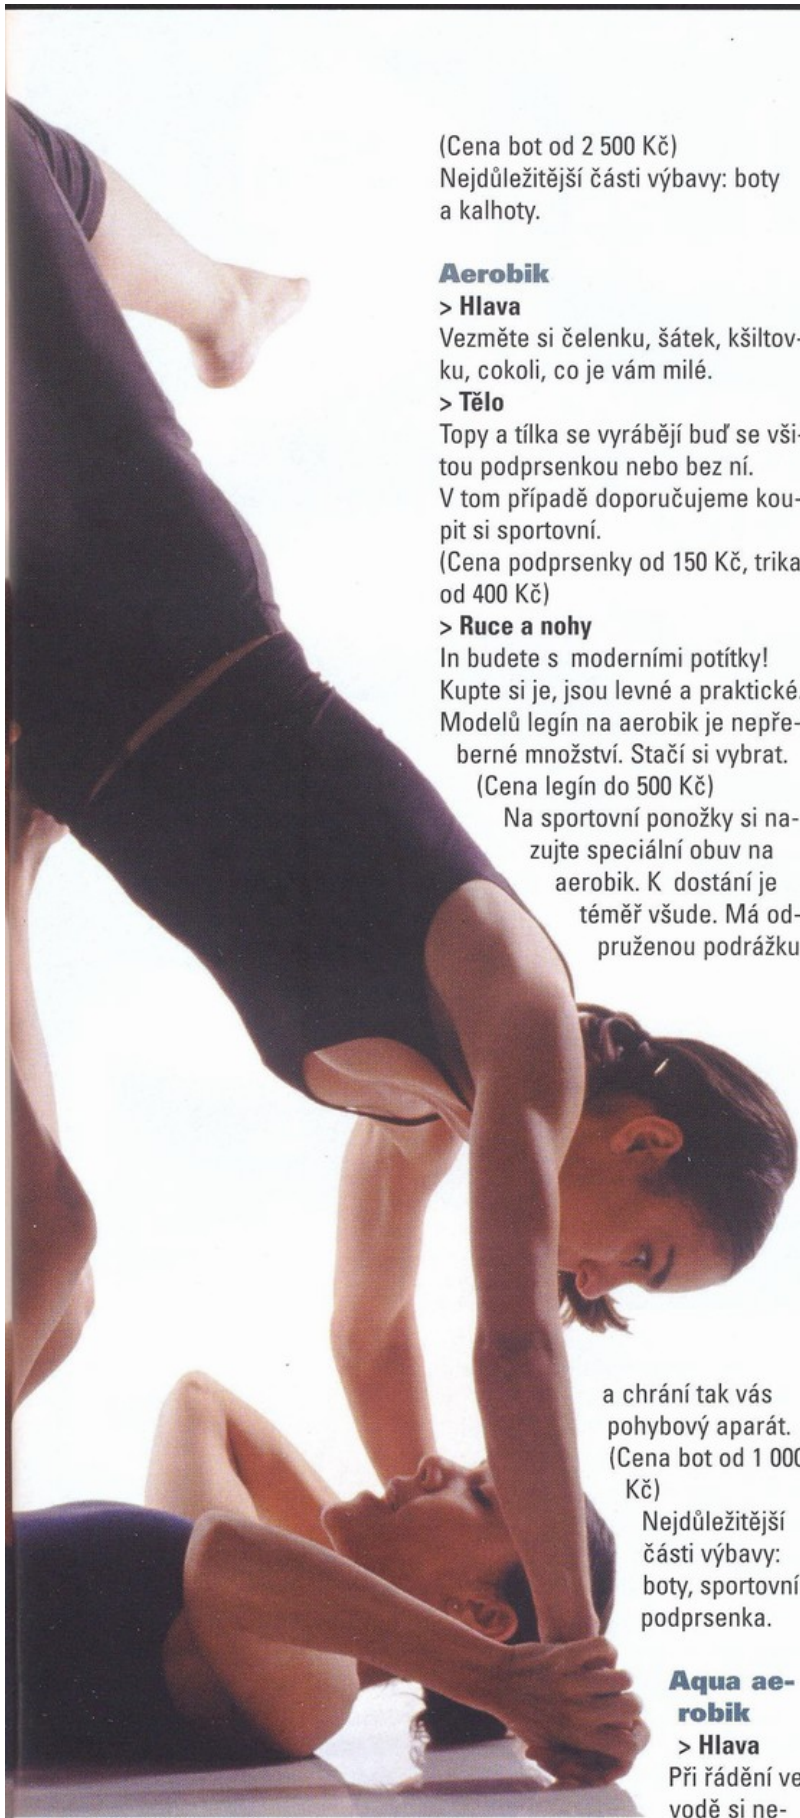 (Cena bot od 2 500 Kč)
Nejdůležitější části výbavy: boty
a kalhoty.
Aerobik
> Hlava
Vezměte si čelenku, šátek, kšiltov-
ku, cokoli, co je vám milé.
> Tělo
Topy a tílka se vyrábějí buď se vši-
tou podprsenkou nebo bez ní.
V tom případě doporučujeme kou-
pit si sportovní.
(Cena podprsenky od 150 Kč, trika
od 400 Kč)
> Ruce a nohy
In budete s moderními potítky!
Kupte si je, jsou levné a praktické.
Modelů legín na aerobik je nepře-
berné množství. Stačí si vybrat.
(Cena legín do 500 Kč)
Na sportovní ponožky si na-
zujte speciální obuv na
aerobik. K dostání je
téměř všude. Má od-
pruženou podrážku
a chrání tak vás
pohybový aparát.
(Cena bot od 1 000
Kč)
Nejdůležitější
části výbavy:
boty, sportovní
podprsenka.
Aqua ae-
robik
> Hlava
Při řádění ve
vodě si ne-